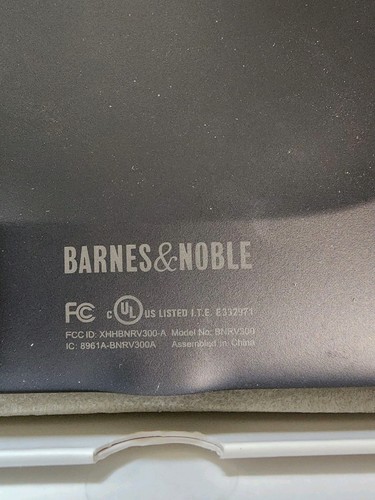 BARNES&NOBLE
FC c UL US LISTED I.T.E. E332971
FCC ID: XHHBNRV300-A Model No: BNRV300
IC: 8961A-BNRV300A Assembled in China